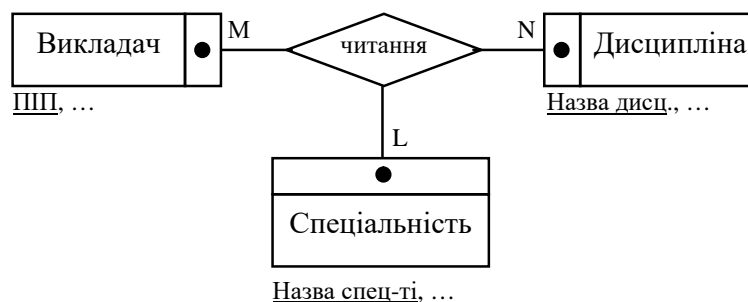 Викладач
M
читання
N
Дисципліна
ПІП, …
Назва дисц., …
L
Спеціальність
Назва спец-ті, …